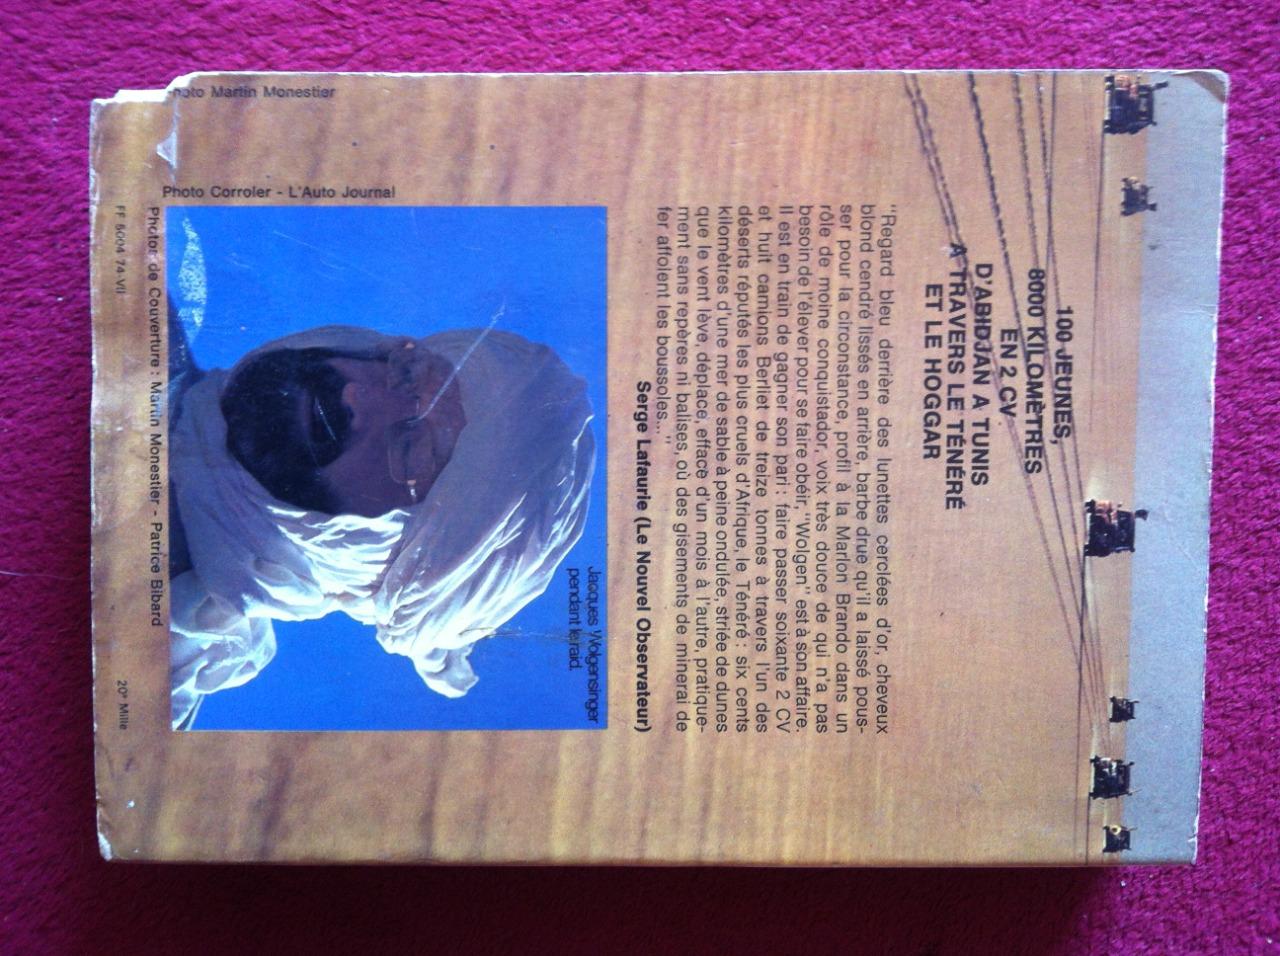 100 JEUNES,
8000 KILOMÈTRES
EN 2 CV
D'ABIDJAN A TUNIS
A TRAVERS LE TÉNÉRÉ
ET LE HOGGAR
"Regard bleu derrière des lunettes cerclées d'or, cheveux
blond cendré lissés en arrière, barbe drue qu'il a laissé pous-
ser pour la circonstance, profil à la Marlon Brando dans un
rôle de moine conquistador, voix très douce de qui n'a pas
besoin de l'élever pour se faire obéir, "Wolgen" est à son affaire.
Il est en train de gagner son pari : faire passer soixante 2 CV
et huit camions Berliet de treize tonnes à travers l'un des
déserts réputés les plus cruels d'Afrique, le Ténéré : six cents
kilomètres d'une mer de sable à peine ondulée, striée de dunes
que le vent lève, déplace, efface d'un mois à l'autre, pratique-
ment sans repères ni balises, où des gisements de minerai de
fer affolent les boussoles..."
Serge Lafaurie (Le Nouvel Observateur)
Jacques Wolgensinger
pendant le raid.
Photo Corroler - L'Auto Journal
Martin Monestier
Photos de Couverture : Martin Monestier - Patrice Bibard
FF 5004 74-VII
20e Mille